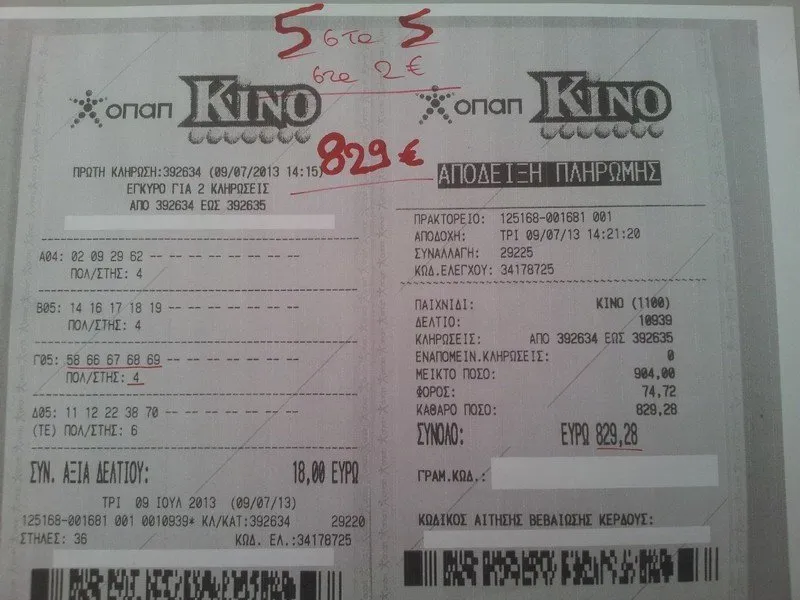 5 στα 5
στα 2 €
829 €
οπαπ ΚΙΝΟ
ΠΡΩΤΗ ΚΛΗΡΩΣΗ:392634 (09/07/2013 14:15)
ΕΓΚΥΡΟ ΓΙΑ 2 ΚΛΗΡΩΣΕΙΣ
ΑΠΟ 392634 ΕΩΣ 392635
Α04: 02 09 29 62 -- -- -- -- -- -- --
ΠΟΛ/ΣΤΗΣ: 4
Β05: 14 16 17 18 19 -- -- -- -- -- --
ΠΟΛ/ΣΤΗΣ: 4
Γ05: 58 66 67 68 69 -- -- -- -- -- --
ΠΟΛ/ΣΤΗΣ: 4
Δ05: 11 12 22 38 70 -- -- -- -- -- --
(ΤΕ) ΠΟΛ/ΣΤΗΣ: 6
ΣΥΝ. ΑΞΙΑ ΔΕΛΤΙΟΥ: 18,00 ΕΥΡΩ
ΤΡΙ 09 ΙΟΥΛ 2013 (09/07/13)
125168-001681 001 0010939* ΚΛ/ΚΑΤ:392634 29220
ΣΤΗΛΕΣ: 36 ΚΩΔ. ΕΛ.:34178725
οπαπ ΚΙΝΟ
ΑΠΟΔΕΙΞΗ ΠΛΗΡΩΜΗΣ
ΠΡΑΚΤΟΡΕΙΟ: 125168-001681 001
ΑΠΟΔΟΧΗ: ΤΡΙ 09/07/13 14:21:20
ΣΥΝΑΛΛΑΓΗ: 29225
ΚΩΔ.ΕΛΕΓΧΟΥ: 34178725
ΠΑΙΧΝΙΔΙ: ΚΙΝΟ (1100)
ΔΕΛΤΙΟ: 10939
ΚΛΗΡΩΣΕΙΣ: ΑΠΟ 392634 ΕΩΣ 392635
ΕΝΑΠΟΜΕΙΝ.ΚΛΗΡΩΣΕΙΣ: 0
ΜΕΙΚΤΟ ΠΟΣΟ: 904,00
ΦΟΡΟΣ: 74,72
ΚΑΘΑΡΟ ΠΟΣΟ: 829,28
ΣΥΝΟΛΟ: ΕΥΡΩ 829,28
ΓΡΑΜ.ΚΩΔ.:
ΚΩΔΙΚΟΣ ΑΙΤΗΣΗΣ ΒΕΒΑΙΩΣΗΣ ΚΕΡΔΟΥΣ: